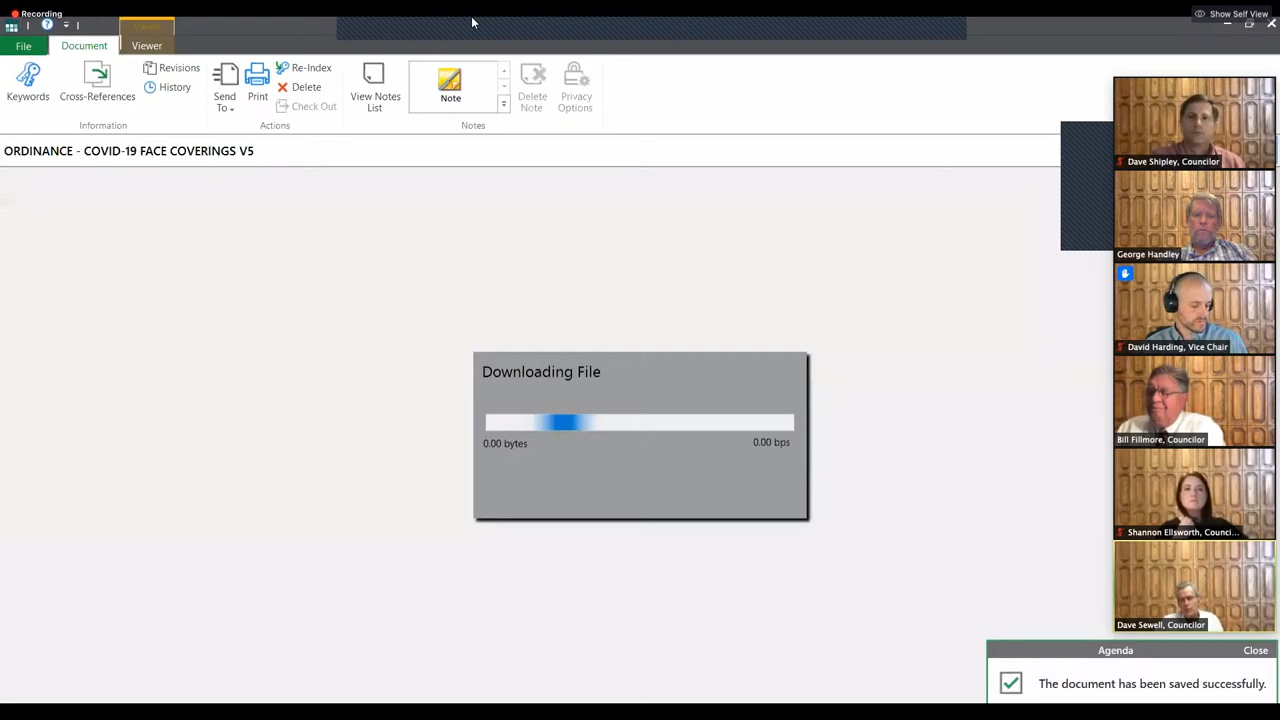 Recording
Show Self View
Viewer
File
Document
Viewer
Keywords
Cross-References
Revisions
History
Information
Send To
Print
Re-Index
Delete
Check Out
Actions
View Notes List
Note
Delete Note
Privacy Options
Notes
ORDINANCE - COVID-19 FACE COVERINGS V5
Dave Shipley, Councilor
George Handley
David Harding, Vice Chair
Bill Fillmore, Councilor
Shannon Ellsworth, Counci...
Dave Sewell, Councilor
Downloading File
0.00 bytes
0.00 bps
Agenda
Close
The document has been saved successfully.